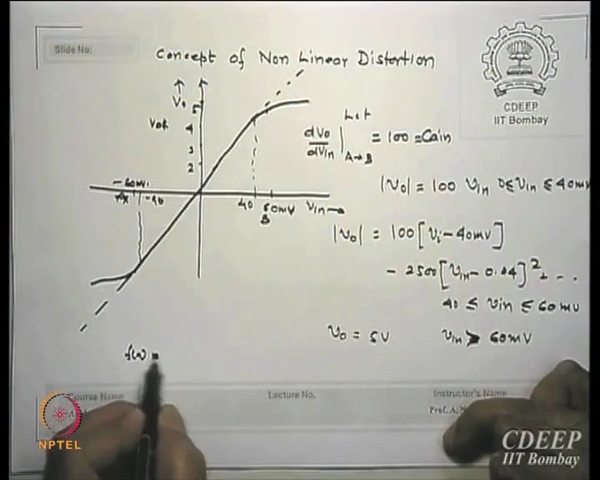 Slide No:
Concept of Non Linear Distortion
CDEEP
IIT Bombay
↑
V₀
Volt
5
4
3
2
Let
dV₀/dVin |A→B = 100 = Gain
-60mV
-40
40 60mV Vin →
B
|V₀| = 100 Vin 0≤Vin ≤ 40mV
|V₀| = 100[Vi - 40mV]
- 2500[Vin - 0.04]² + - - -
40 ≤ Vin ≤ 60mV
V₀ = 5V Vin > 60mV
f(x) =
Course Name
Lecture No.
Instructor's Name
NPTEL
CDEEP
IIT Bombay